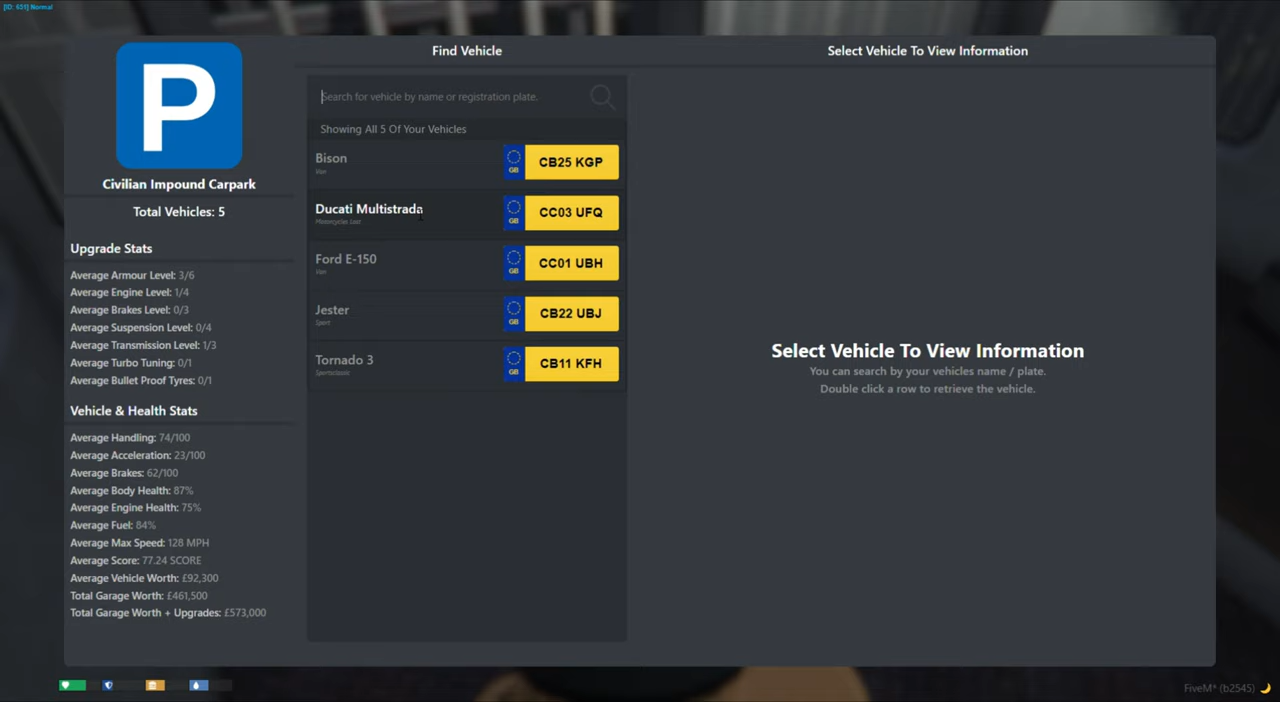 [ID: 651] Normal
P
Civilian Impound Carpark
Total Vehicles: 5
Upgrade Stats
Average Armour Level: 3/6
Average Engine Level: 1/4
Average Brakes Level: 0/3
Average Suspension Level: 0/4
Average Transmission Level: 1/3
Average Turbo Tuning: 0/1
Average Bullet Proof Tyres: 0/1
Vehicle & Health Stats
Average Handling: 74/100
Average Acceleration: 23/100
Average Brakes: 62/100
Average Body Health: 87%
Average Engine Health: 75%
Average Fuel: 84%
Average Max Speed: 128 MPH
Average Score: 77.24 SCORE
Average Vehicle Worth: £92,300
Total Garage Worth: £461,500
Total Garage Worth + Upgrades: £573,000
Find Vehicle
Search for vehicle by name or registration plate.
Showing All 5 Of Your Vehicles
Bison
Van
GB CB25 KGP
Ducati Multistrada
Motorcycles Last
GB CC03 UFQ
Ford E-150
Van
GB CC01 UBH
Jester
Sport
GB CB22 UBJ
Tornado 3
Sportsclassic
GB CB11 KFH
Select Vehicle To View Information
Select Vehicle To View Information
You can search by your vehicles name / plate.
Double click a row to retrieve the vehicle.
FiveM* (b2545)